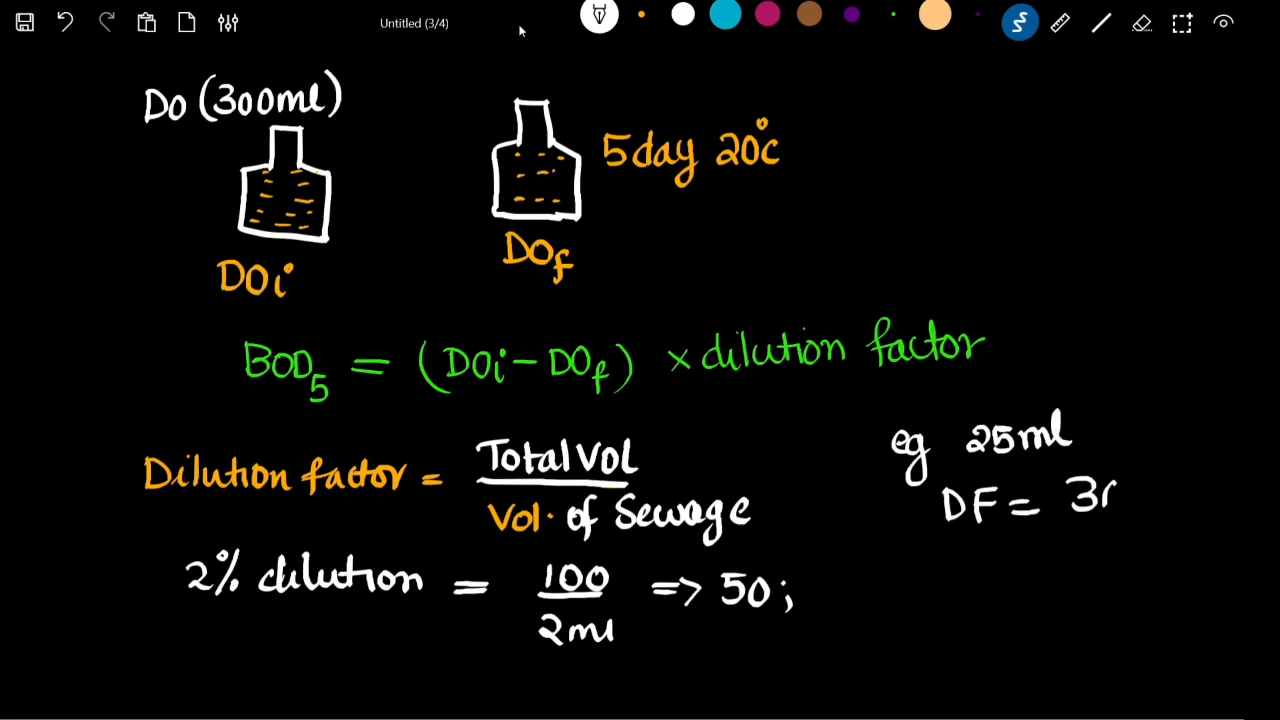 Untitled (3/4)
DO (300ml)
5day 20°c
DOi
DOf
BOD5 = (DOi - DOf) × dilution factor
Dilution factor = Total Vol / Vol. of Sewage
eg 25ml
DF = 3
2% dilution = 100 / 2ml => 50;